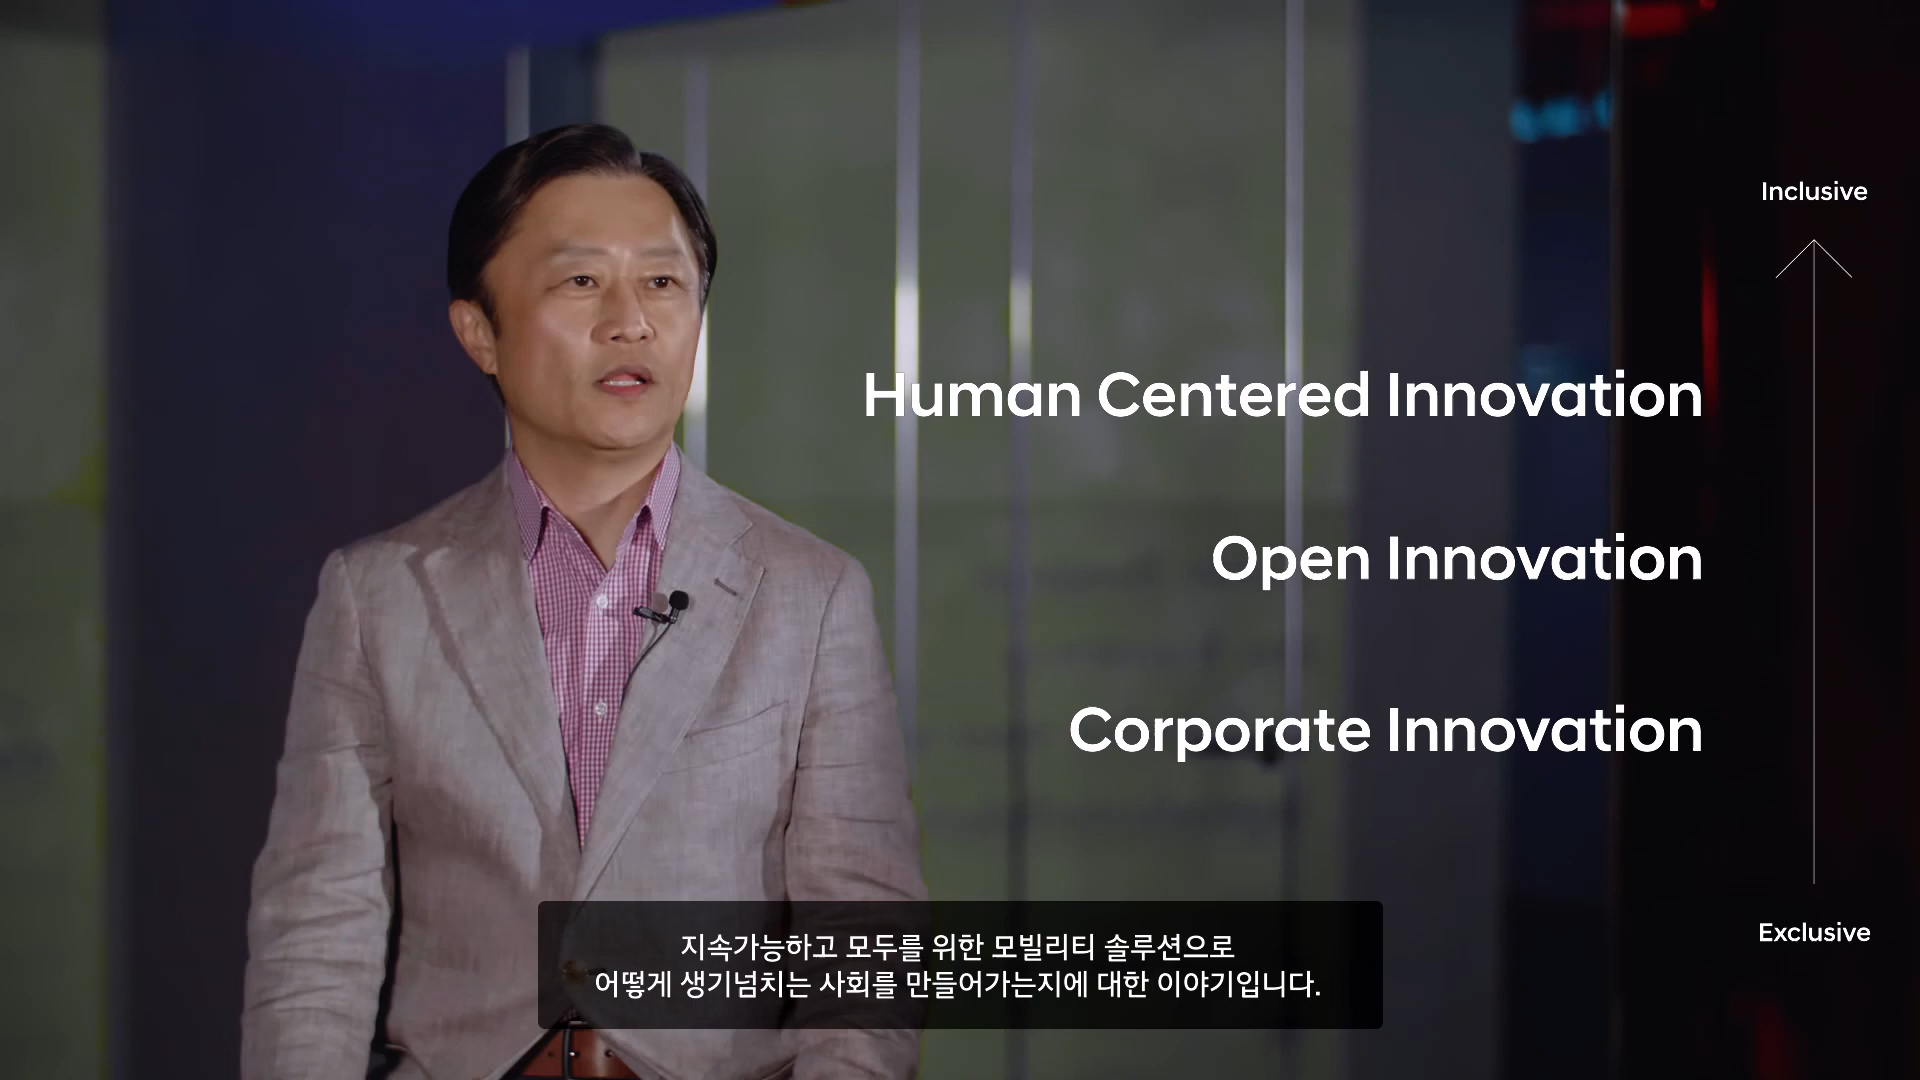 Inclusive
Human Centered Innovation
Open Innovation
Corporate Innovation
Exclusive
지속가능하고 모두를 위한 모빌리티 솔루션으로
어떻게 생기넘치는 사회를 만들어가는지에 대한 이야기입니다.